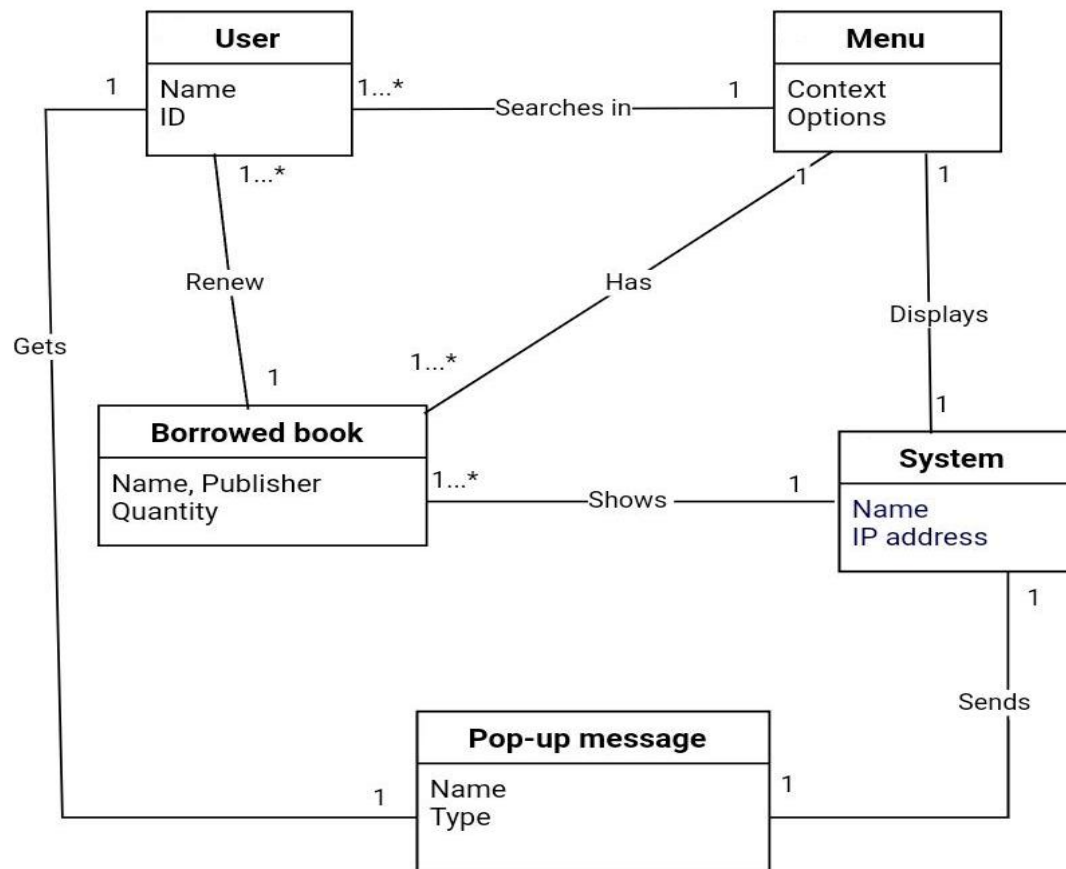 User
Menu
Name
ID
Context
Options
1
1...*
Searches in
1
1...*
1
1
Renew
Has
Displays
Gets
1...*
1
1
Borrowed book
System
Name, Publisher
Quantity
1...*
Shows
1
Name
IP address
1
Sends
Pop-up message
Name
Type
1
1